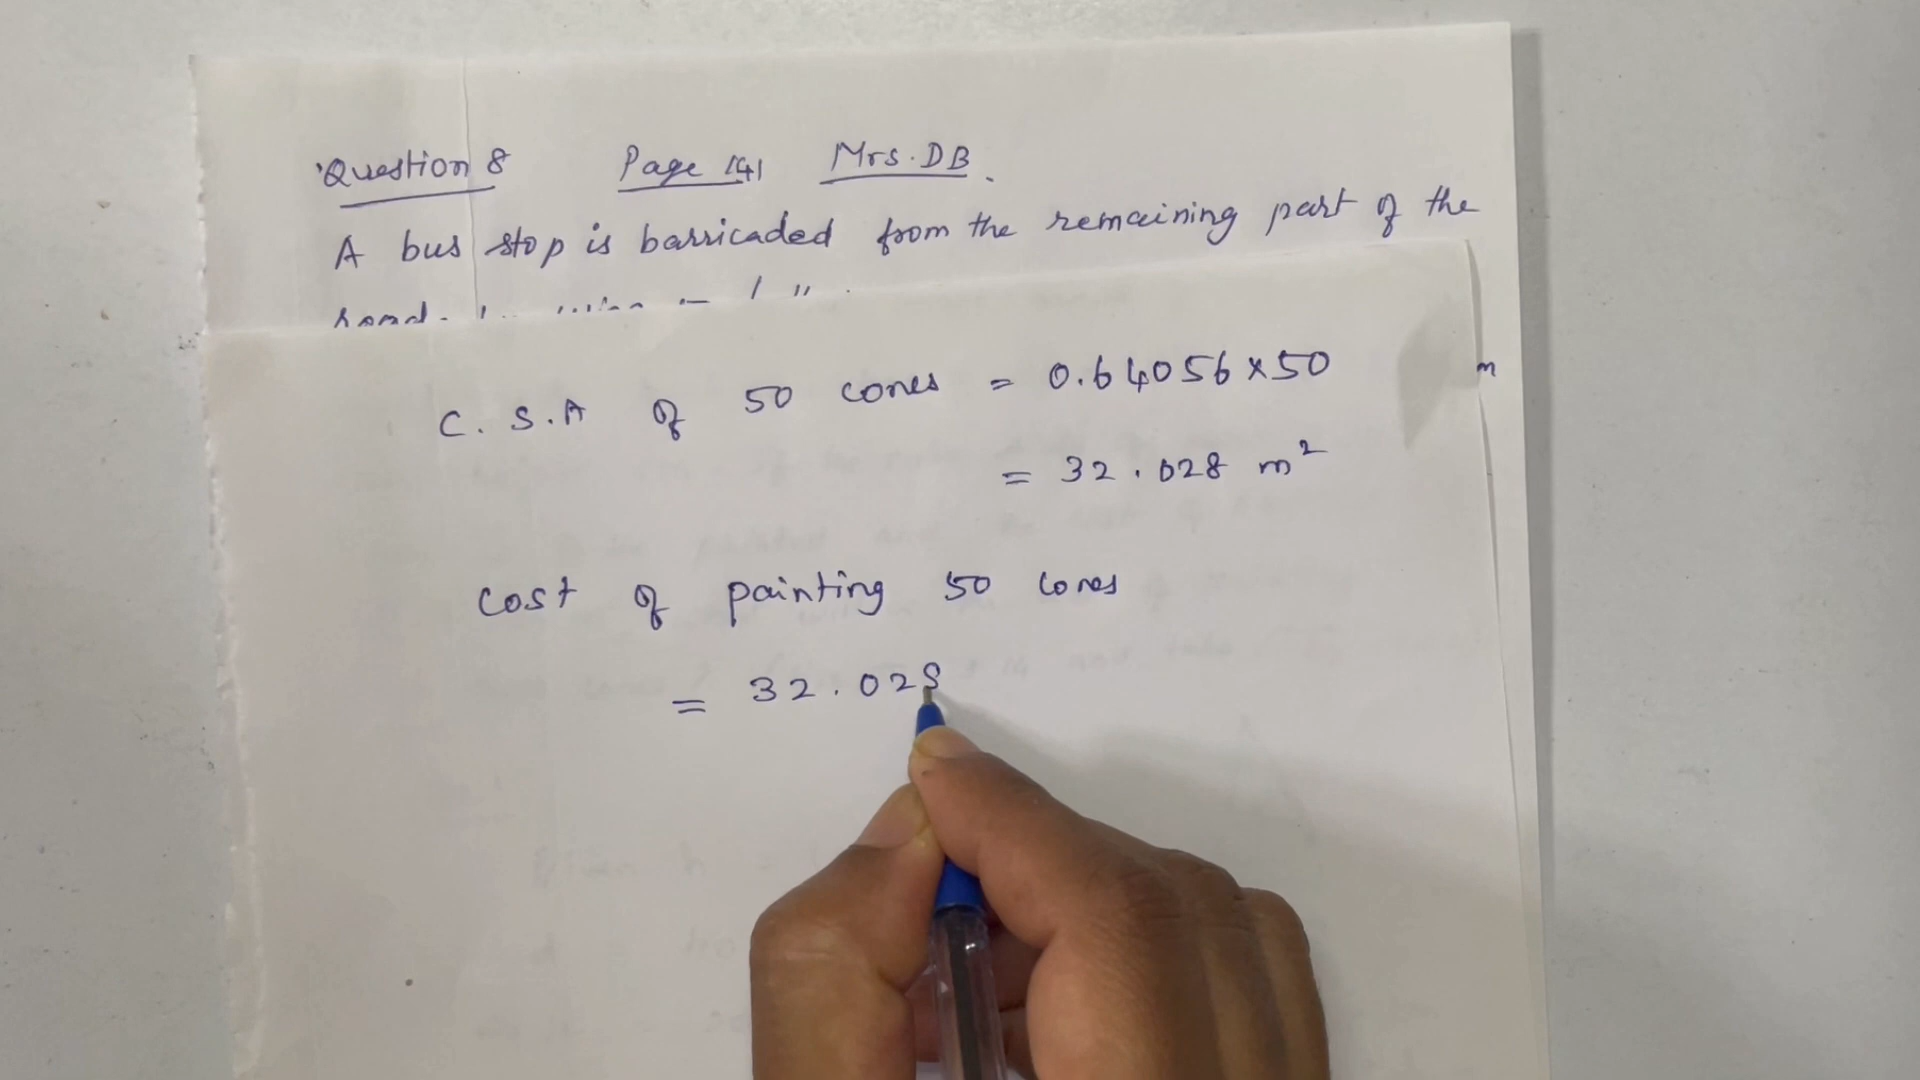 Question 8 Page 141 Mrs. DB.
A bus stop is barricaded from the remaining part of the
C. S. A of 50 cones = 0.64056 × 50
m
= 32.028 m²
cost of painting 50 cones
= 32.028